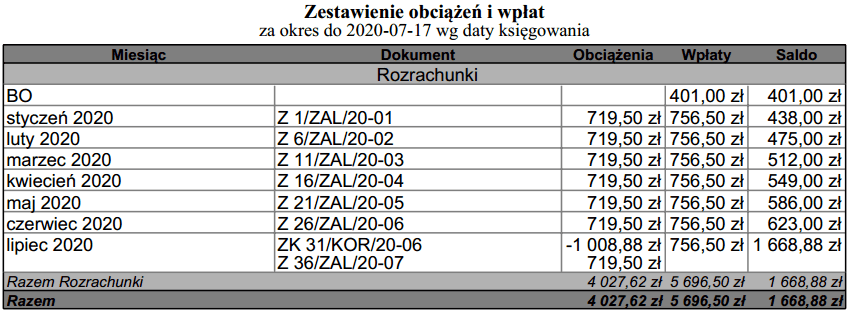 Zestawienie obciążeń i wpłat
za okres do 2020-07-17 wg daty księgowania
Miesiąc Dokument Obciążenia Wpłaty Saldo
Rozrachunki
BO 401,00 zł 401,00 zł
styczeń 2020 Z 1/ZAL/20-01 719,50 zł 756,50 zł 438,00 zł
luty 2020 Z 6/ZAL/20-02 719,50 zł 756,50 zł 475,00 zł
marzec 2020 Z 11/ZAL/20-03 719,50 zł 756,50 zł 512,00 zł
kwiecień 2020 Z 16/ZAL/20-04 719,50 zł 756,50 zł 549,00 zł
maj 2020 Z 21/ZAL/20-05 719,50 zł 756,50 zł 586,00 zł
czerwiec 2020 Z 26/ZAL/20-06 719,50 zł 756,50 zł 623,00 zł
lipiec 2020 ZK 31/KOR/20-06 -1 008,88 zł 756,50 zł 1 668,88 zł
Z 36/ZAL/20-07 719,50 zł
Razem Rozrachunki 4 027,62 zł 5 696,50 zł 1 668,88 zł
Razem 4 027,62 zł 5 696,50 zł 1 668,88 zł